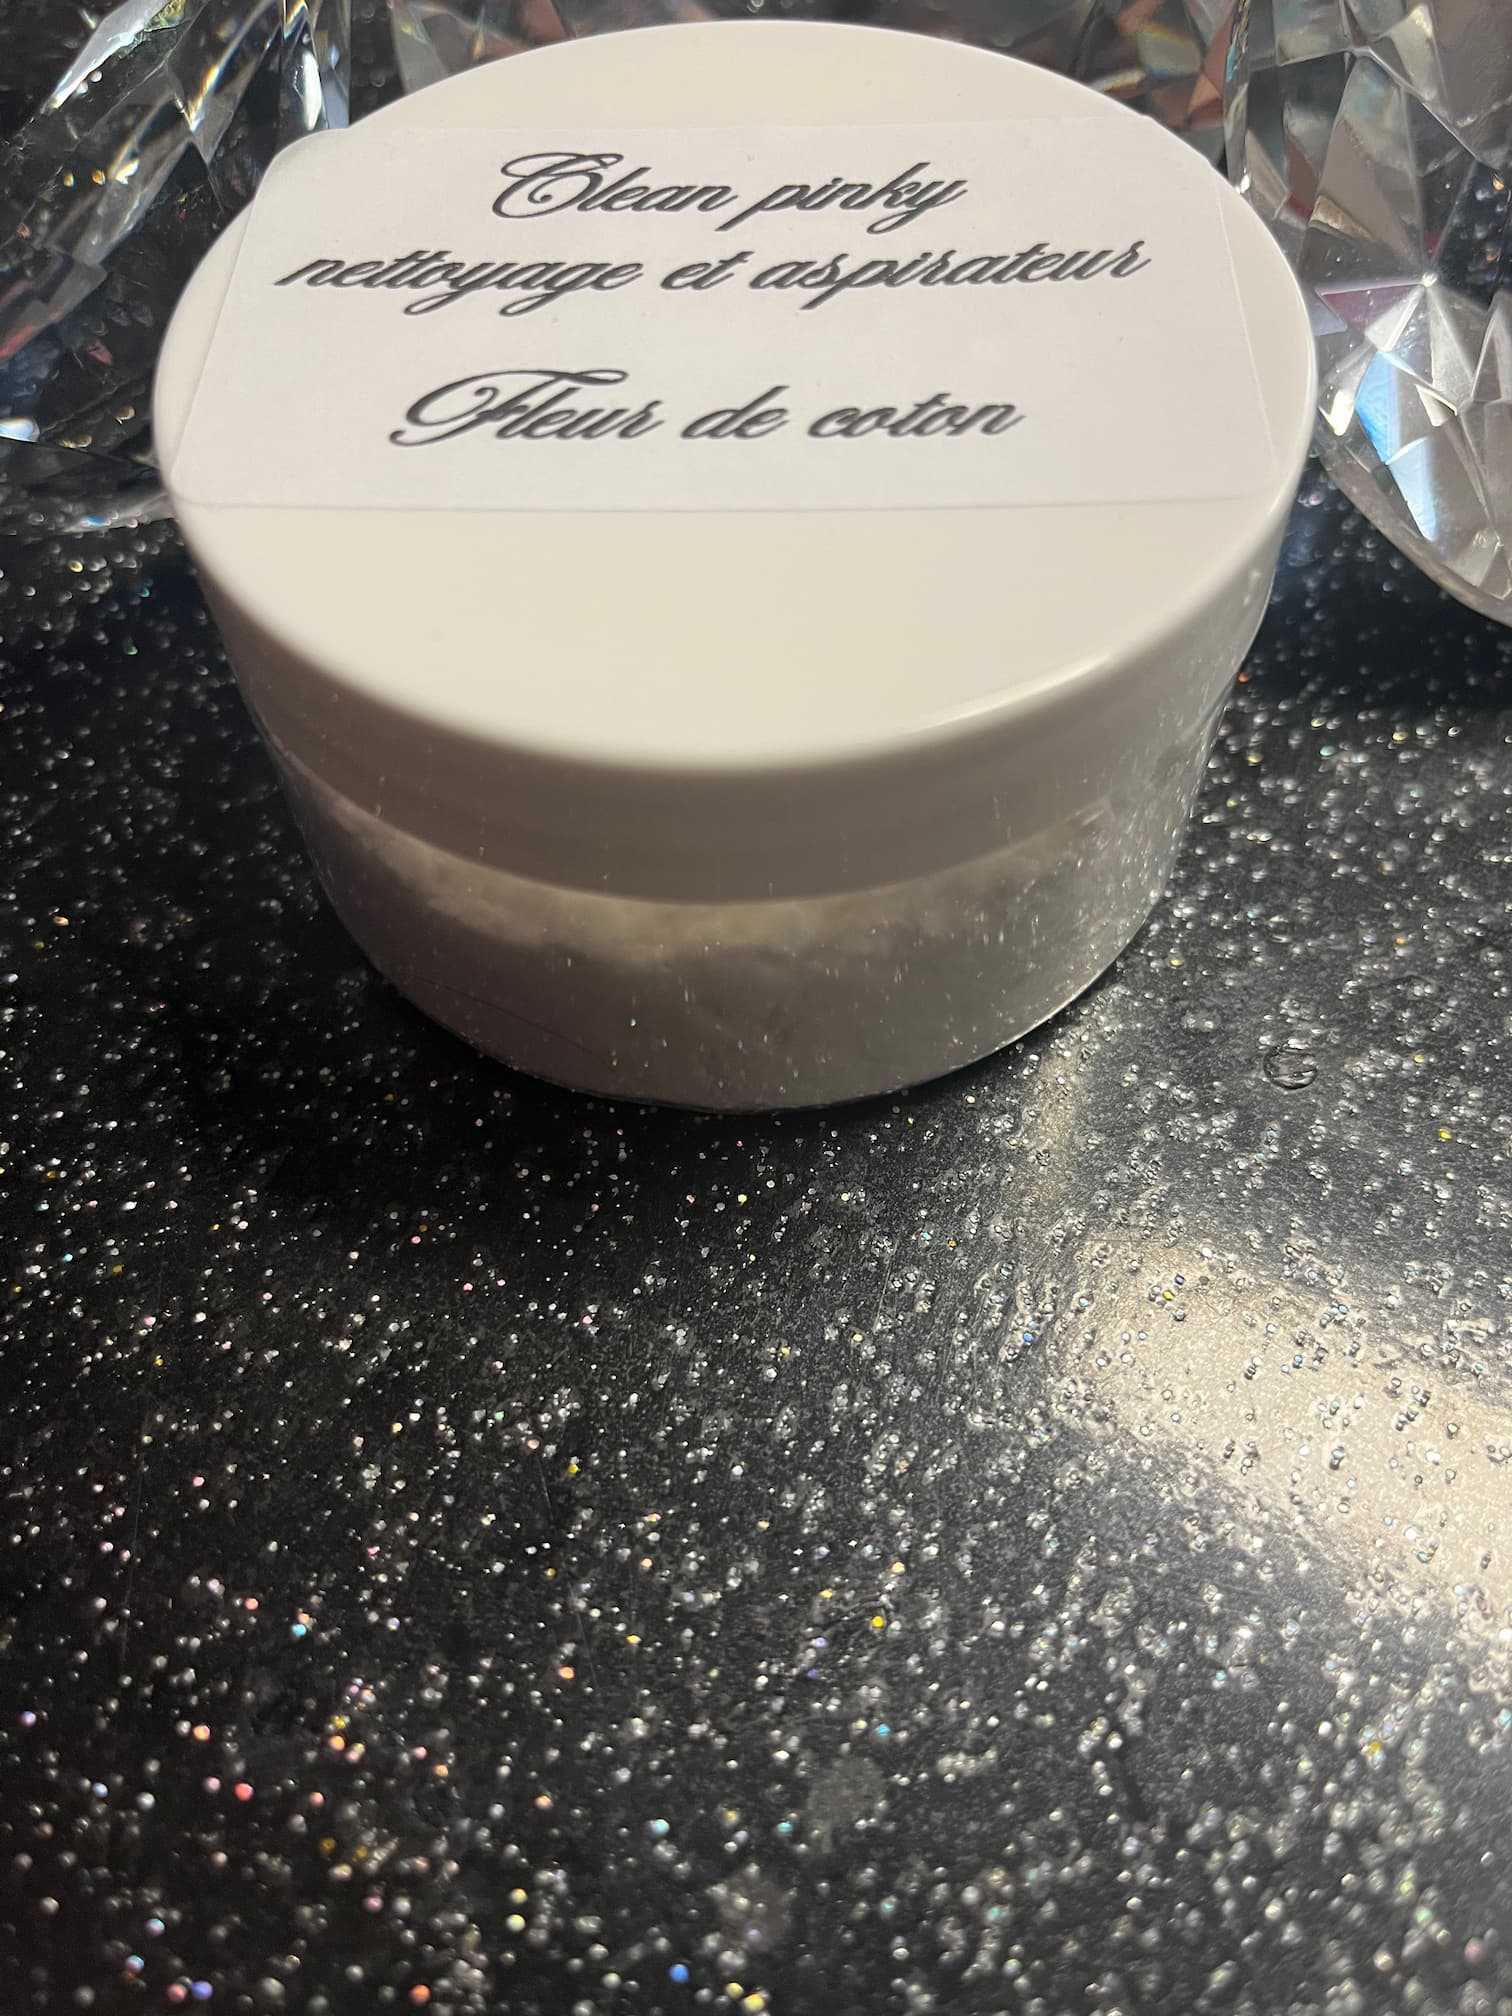 Clean pinky
nettoyage et aspirateur
Fleur de coton